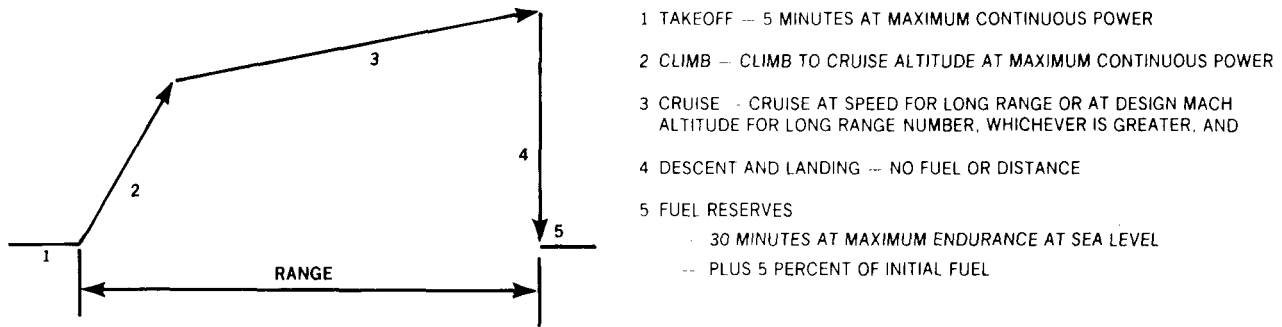 1 TAKEOFF -- 5 MINUTES AT MAXIMUM CONTINUOUS POWER
2 CLIMB - CLIMB TO CRUISE ALTITUDE AT MAXIMUM CONTINUOUS POWER
3 CRUISE - CRUISE AT SPEED FOR LONG RANGE OR AT DESIGN MACH
ALTITUDE FOR LONG RANGE NUMBER, WHICHEVER IS GREATER, AND
4 DESCENT AND LANDING -- NO FUEL OR DISTANCE
5 FUEL RESERVES
- 30 MINUTES AT MAXIMUM ENDURANCE AT SEA LEVEL
-- PLUS 5 PERCENT OF INITIAL FUEL
3
4
2
5
1
RANGE